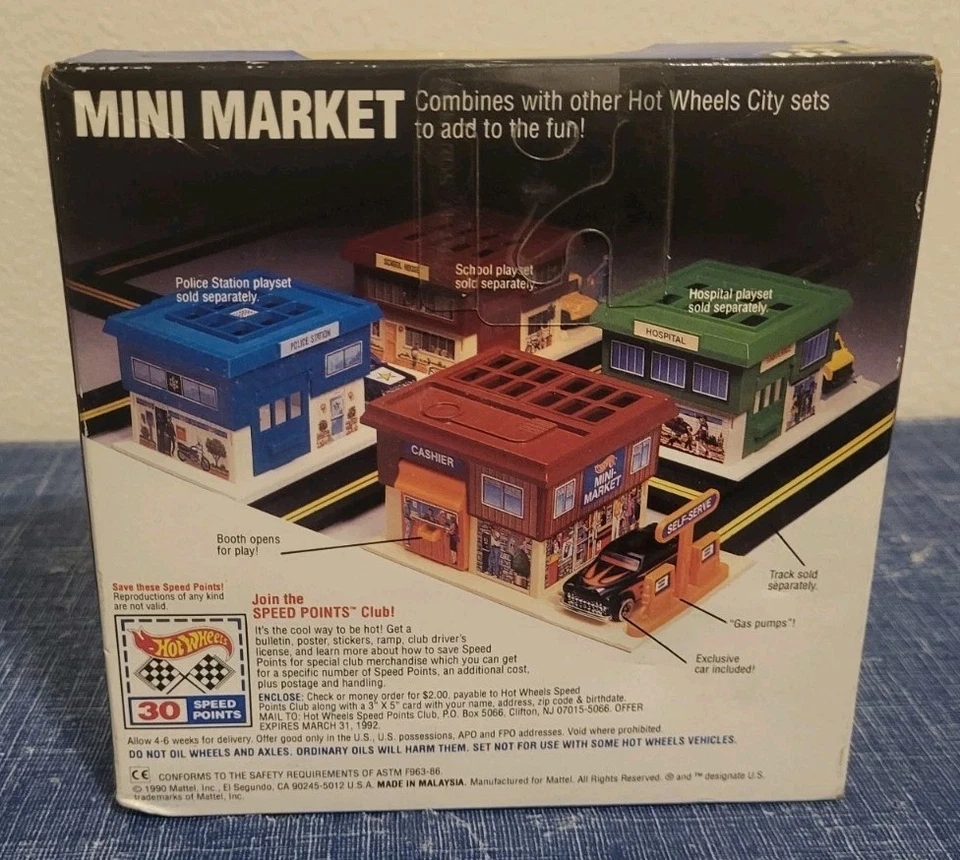 MINI MARKET
Combines with other Hot Wheels City sets
to add to the fun!
Police Station playset
sold separately.
School playset
sold separately.
Hospital playset
sold separately.
SCHOOL HOUSE
POLICE STATION
HOSPITAL
CASHIER
Hot Wheels
MINI-
MARKET
SELF-SERVE
Booth opens
for play!
Track sold
separately.
"Gas pumps"!
Exclusive
car included!
Save these Speed Points!
Reproductions of any kind
are not valid.
Hot Wheels
30 SPEED
POINTS
Join the
SPEED POINTS™ Club!
It's the cool way to be hot! Get a
bulletin, poster, stickers, ramp, club driver's
license, and learn more about how to save Speed
Points for special club merchandise which you can get
for a specific number of Speed Points, an additional cost,
plus postage and handling.
ENCLOSE: Check or money order for $2.00, payable to Hot Wheels Speed
Points Club along with a 3" X 5" card with your name, address, zip code & birthdate.
MAIL TO: Hot Wheels Speed Points Club, P.O. Box 5066, Clifton, NJ 07015-5066. OFFER
EXPIRES MARCH 31, 1992.
Allow 4-6 weeks for delivery. Offer good only in the U.S., U.S. possessions, APO and FPO addresses. Void where prohibited.
DO NOT OIL WHEELS AND AXLES. ORDINARY OILS WILL HARM THEM. SET NOT FOR USE WITH SOME HOT WHEELS VEHICLES.
CE CONFORMS TO THE SAFETY REQUIREMENTS OF ASTM F963-86.
© 1990 Mattel, Inc., El Segundo, CA 90245-5012 U.S.A. MADE IN MALAYSIA. Manufactured for Mattel. All Rights Reserved. ® and ™ designate U.S.
trademarks of Mattel, Inc.